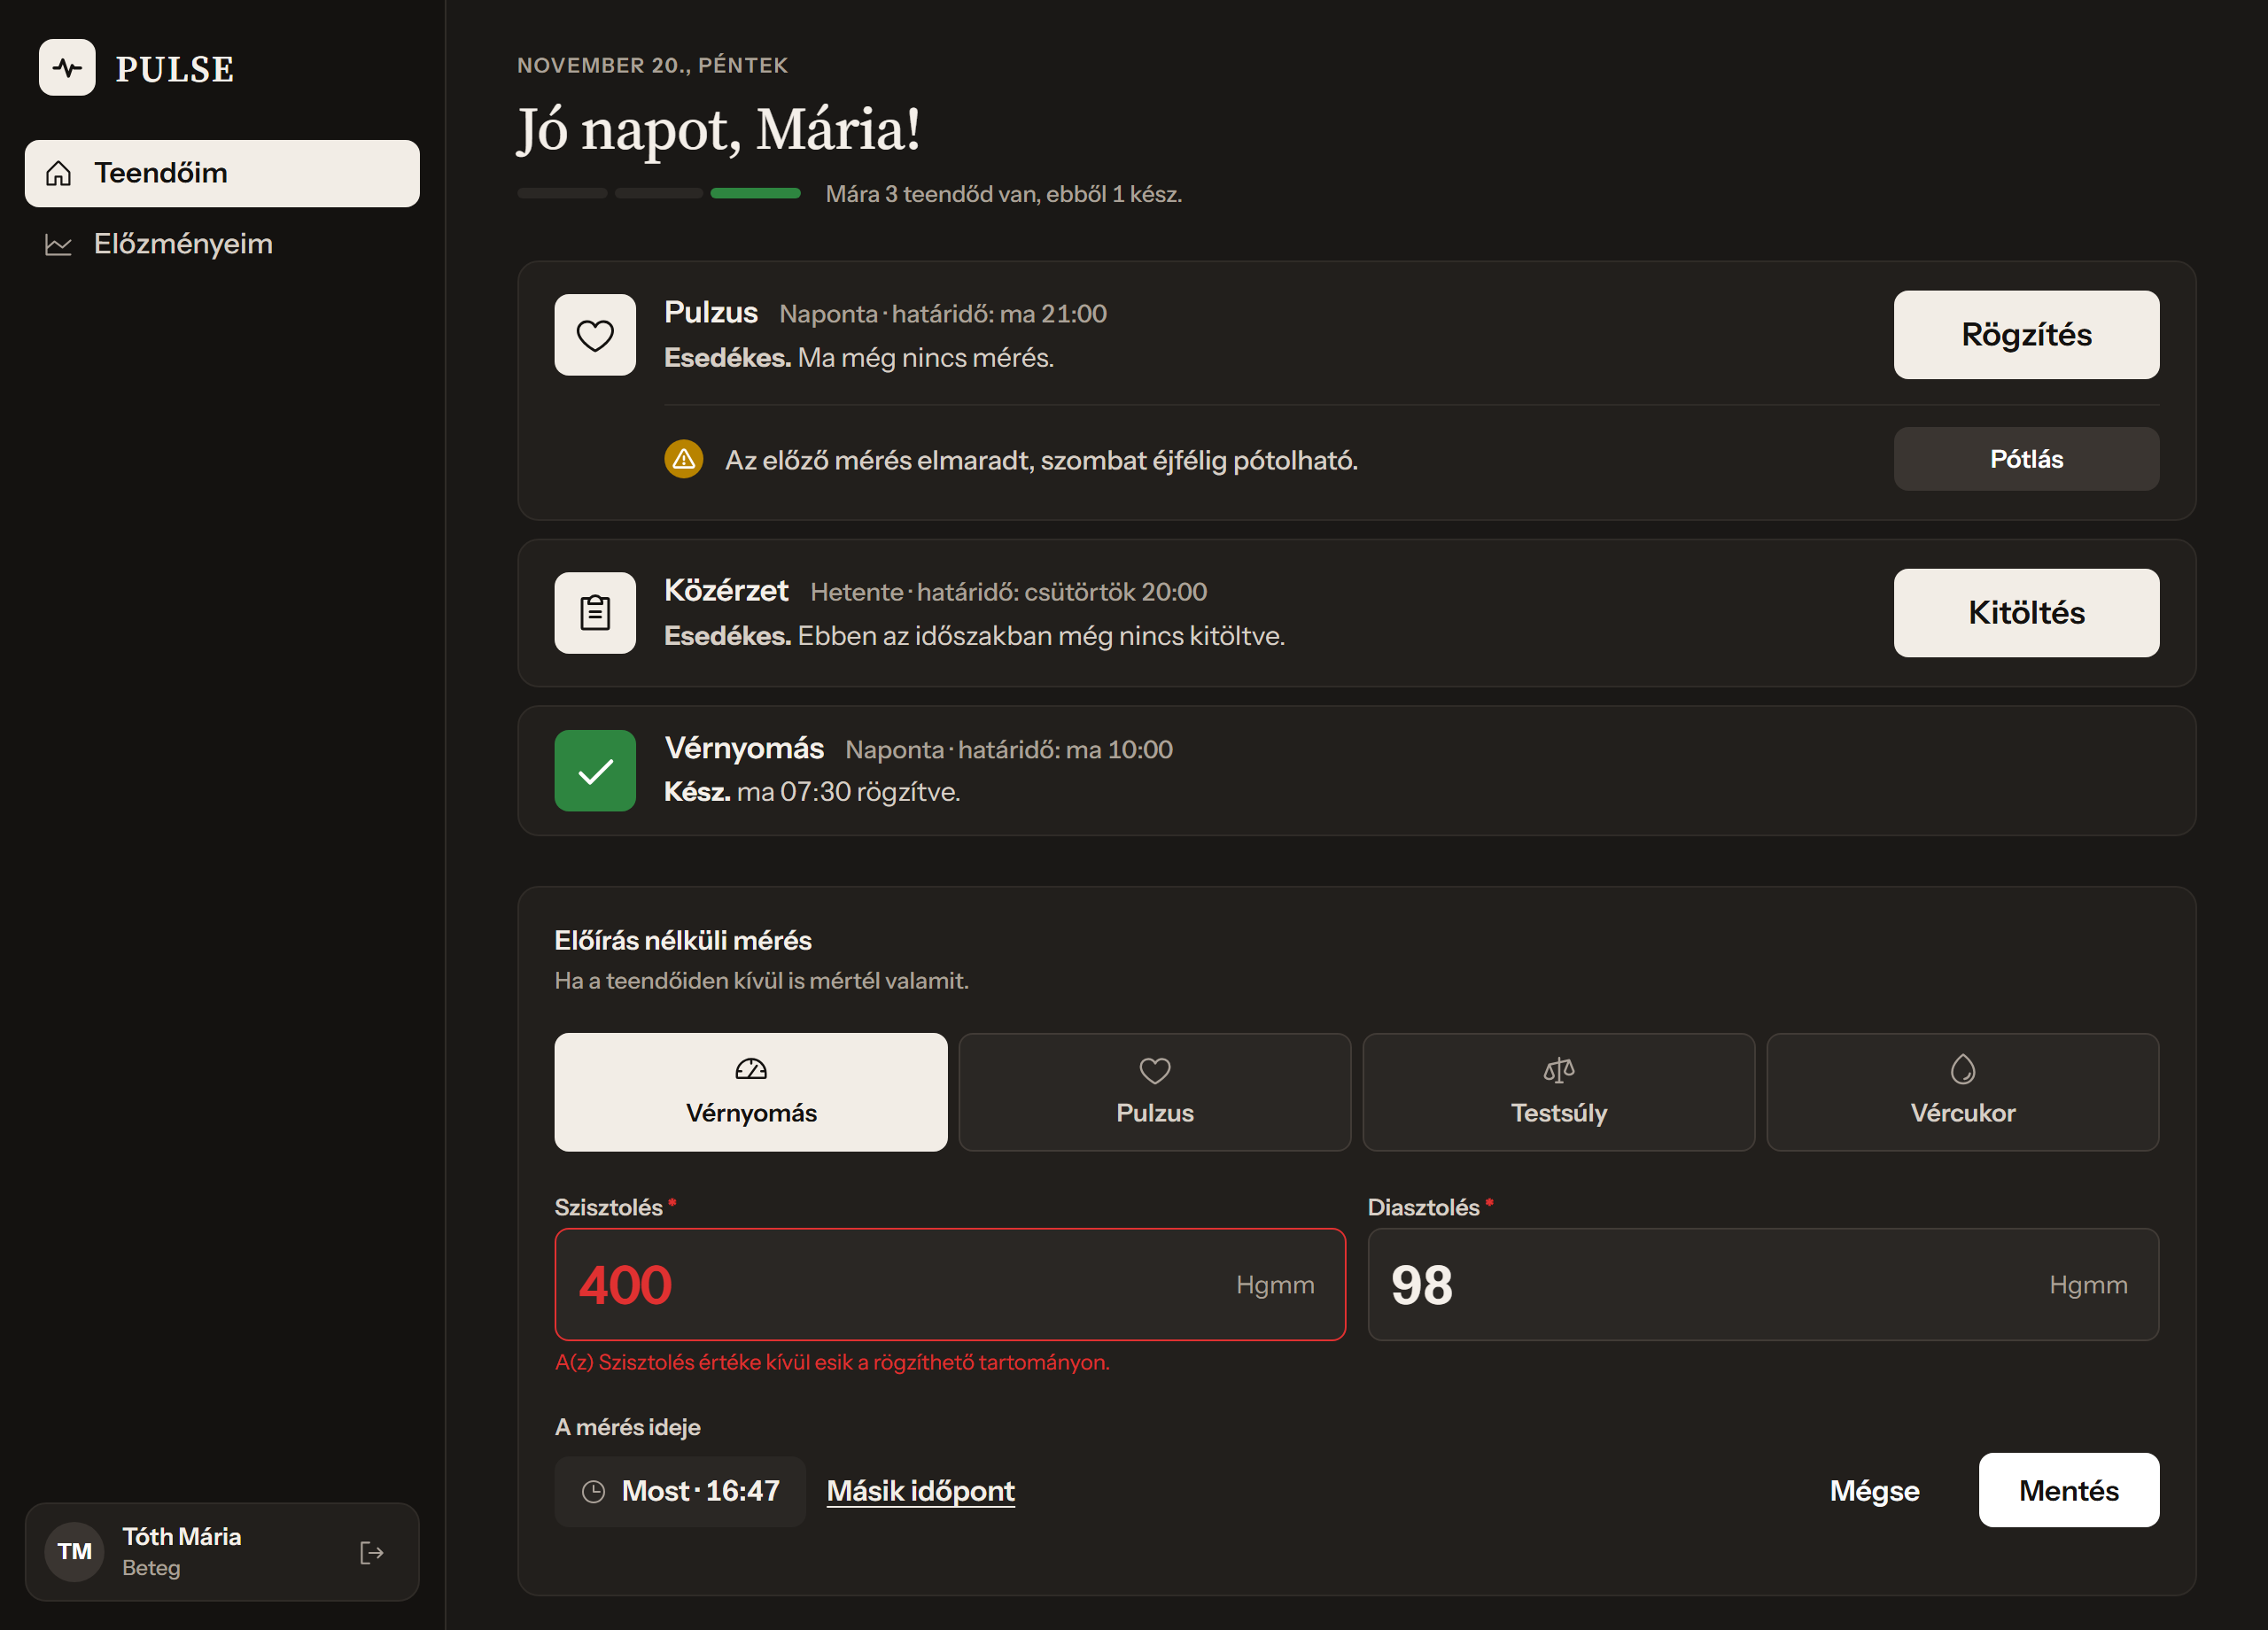 PULSE
Teendőim
Előzményeim
NOVEMBER 20., PÉNTEK
Jó napot, Mária!
Mára 3 teendőd van, ebből 1 kész.
Pulzus Naponta · határidő: ma 21:00
Esedékes. Ma még nincs mérés.
Rögzítés
Az előző mérés elmaradt, szombat éjfélig pótolható.
Pótlás
Közérzet Hetente · határidő: csütörtök 20:00
Esedékes. Ebben az időszakban még nincs kitöltve.
Kitöltés
Vérnyomás Naponta · határidő: ma 10:00
Kész. ma 07:30 rögzítve.
Előírás nélküli mérés
Ha a teendőiden kívül is mértél valamit.
Vérnyomás
Pulzus
Testsúly
Vércukor
Szisztolés *
400 Hgmm
A(z) Szisztolés értéke kívül esik a rögzíthető tartományon.
Diasztolés *
98 Hgmm
A mérés ideje
Most · 16:47
Másik időpont
Mégse
Mentés
TM
Tóth Mária
Beteg